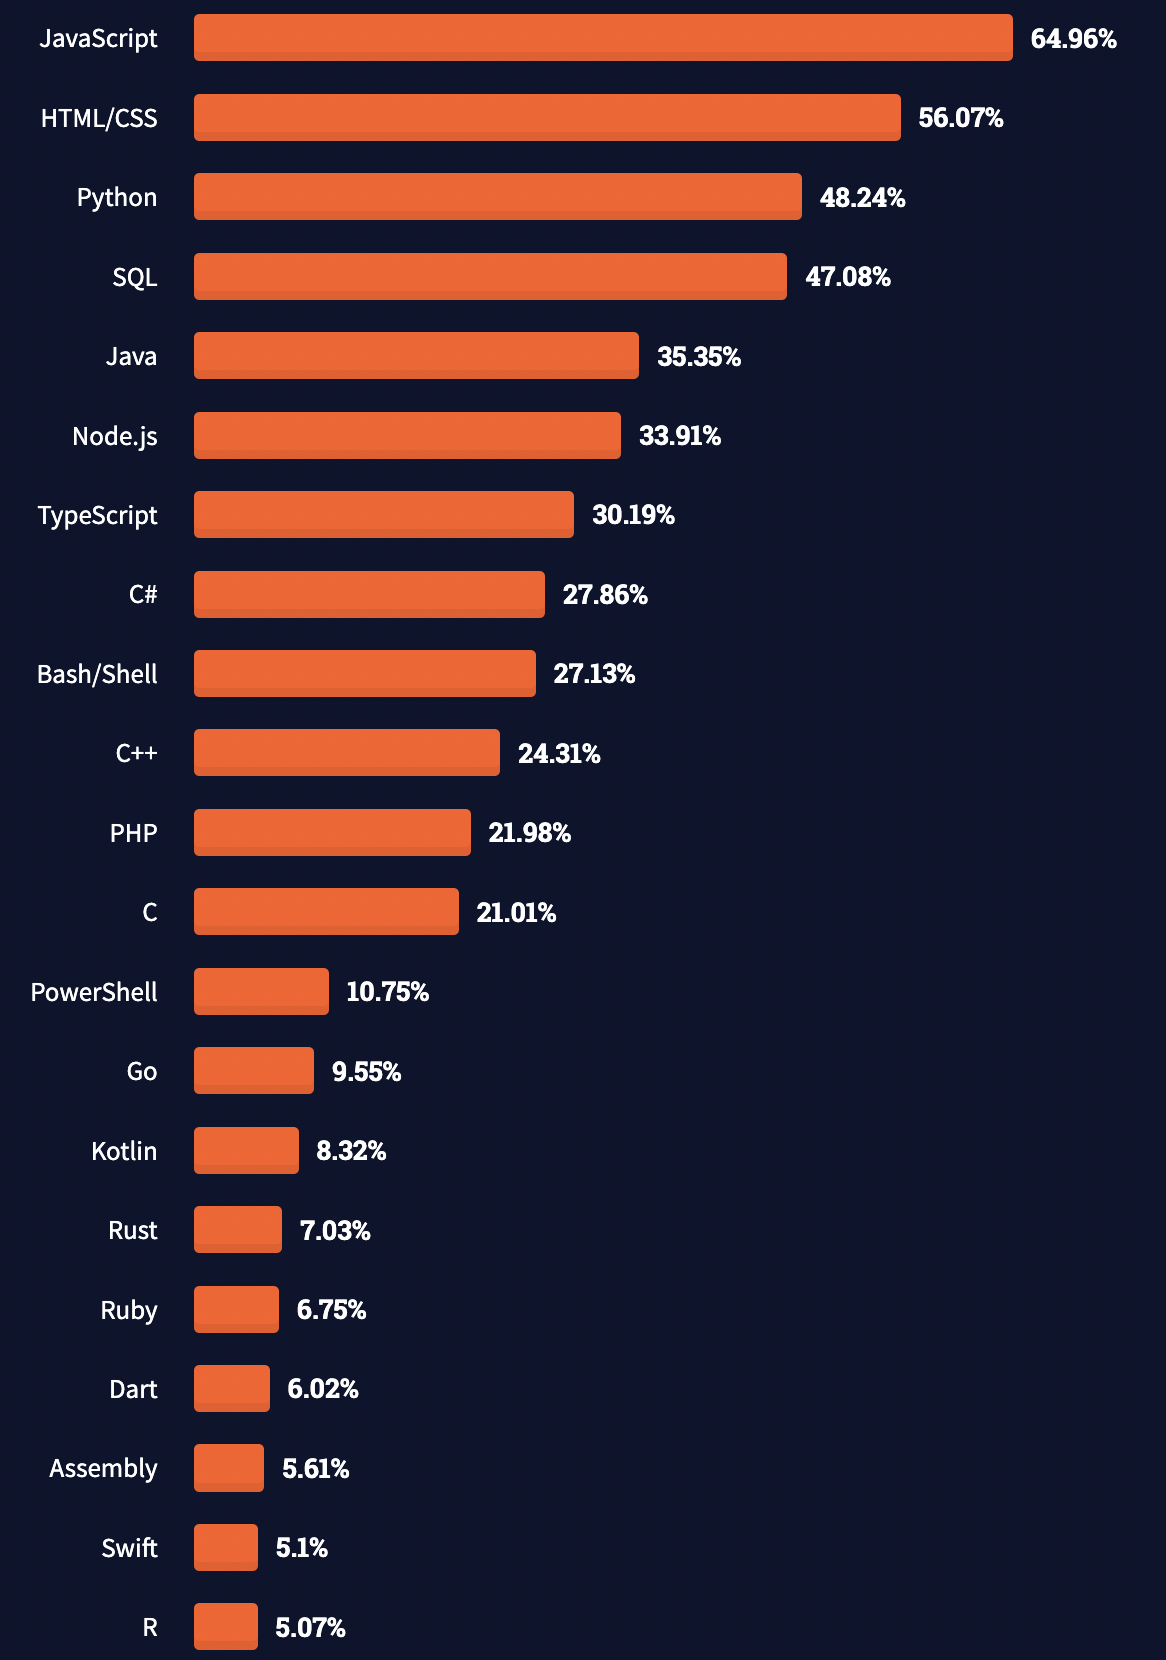 JavaScript 64.96%
HTML/CSS 56.07%
Python 48.24%
SQL 47.08%
Java 35.35%
Node.js 33.91%
TypeScript 30.19%
C# 27.86%
Bash/Shell 27.13%
C++ 24.31%
PHP 21.98%
C 21.01%
PowerShell 10.75%
Go 9.55%
Kotlin 8.32%
Rust 7.03%
Ruby 6.75%
Dart 6.02%
Assembly 5.61%
Swift 5.1%
R 5.07%